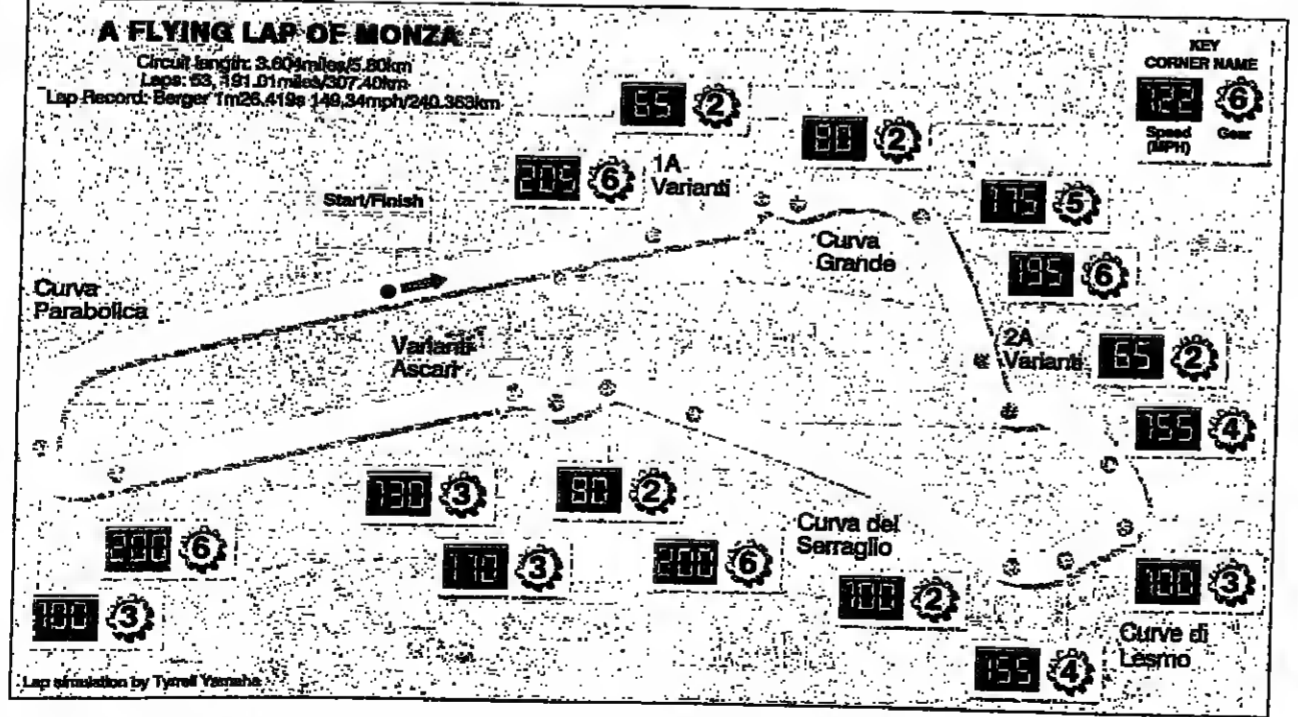 A FLYING LAP OF MONZA
Circuit length: 3.604miles/5.80km
Laps: 53, 191.01miles/307.40km
Lap Record: Berger 1m26.419s 149.34mph/240.363km
KEY
CORNER NAME
122 6
Speed Gear
(MPH)
65 2
90 2
205 6
1A
Varianti
Start/Finish
175 5
Curva
Grande
195 6
Curva
Parabolica
Varianti
Ascari
2A
Varianti
65 2
155 4
130 3
90 2
Curva del
Serraglio
200 6
3
200 6
2
3
Curve di
Lesmo
3
155 4
Lap simulation by Tyrrell Yamaha